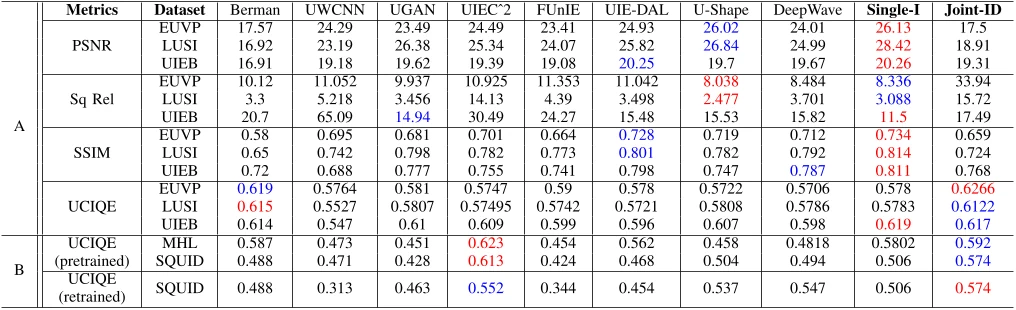 Metrics Dataset Berman UWCNN UGAN UIECˆ2 FUnIE UIE-DAL U-Shape DeepWave Single-I Joint-ID
A
PSNR
EUVP 17.57 24.29 23.49 24.49 23.41 24.93 26.02 24.01 26.13 17.5
LUSI 16.92 23.19 26.38 25.34 24.07 25.82 26.84 24.99 28.42 18.91
UIEB 16.91 19.18 19.62 19.39 19.08 20.25 19.7 19.67 20.26 19.31
Sq Rel
EUVP 10.12 11.052 9.937 10.925 11.353 11.042 8.038 8.484 8.336 33.94
LUSI 3.3 5.218 3.456 14.13 4.39 3.498 2.477 3.701 3.088 15.72
UIEB 20.7 65.09 14.94 30.49 24.27 15.48 15.53 15.82 11.5 17.49
SSIM
EUVP 0.58 0.695 0.681 0.701 0.664 0.728 0.719 0.712 0.734 0.659
LUSI 0.65 0.742 0.798 0.782 0.773 0.801 0.782 0.792 0.814 0.724
UIEB 0.72 0.688 0.777 0.755 0.741 0.798 0.747 0.787 0.811 0.768
UCIQE
EUVP 0.619 0.5764 0.581 0.5747 0.59 0.578 0.5722 0.5706 0.578 0.6266
LUSI 0.615 0.5527 0.5807 0.57495 0.5742 0.5721 0.5808 0.5786 0.5783 0.6122
UIEB 0.614 0.547 0.61 0.609 0.599 0.596 0.607 0.598 0.619 0.617
B
UCIQE
(pretrained)
MHL 0.587 0.473 0.451 0.623 0.454 0.562 0.458 0.4818 0.5802 0.592
SQUID 0.488 0.471 0.428 0.613 0.424 0.468 0.504 0.494 0.506 0.574
UCIQE
(retrained)
SQUID 0.488 0.313 0.463 0.552 0.344 0.454 0.537 0.547 0.506 0.574